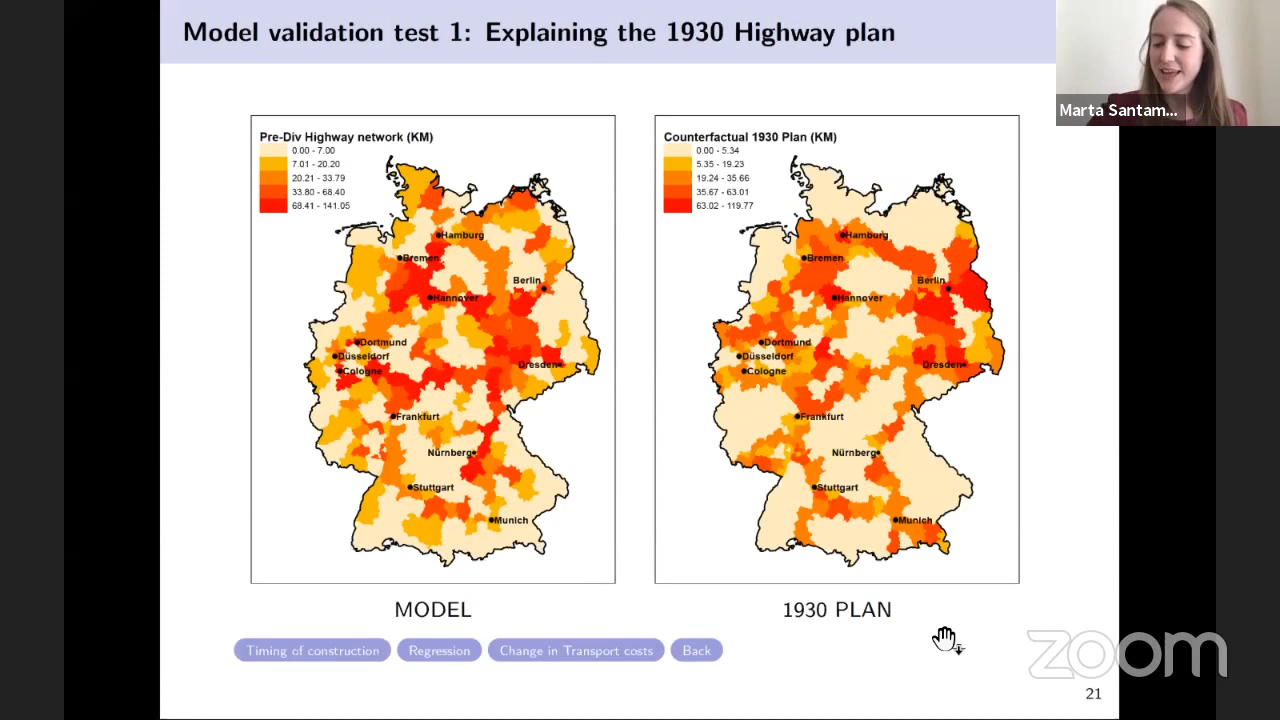 Model validation test 1: Explaining the 1930 Highway plan
Marta Santam...
Pre-Div Highway network (KM)
0.00 - 7.00
7.01 - 20.20
20.21 - 33.79
33.80 - 68.40
68.41 - 141.05
Hamburg
Bremen
Berlin
Hannover
Dortmund
Düsseldorf
Cologne
Dresden
Frankfurt
Nürnberg
Stuttgart
Munich
MODEL
Counterfactual 1930 Plan (KM)
0.00 - 5.34
5.35 - 19.23
19.24 - 35.66
35.67 - 63.01
63.02 - 119.77
Hamburg
Bremen
Berlin
Hannover
Dortmund
Düsseldorf
Cologne
Dresden
Frankfurt
Nürnberg
Stuttgart
Munich
1930 PLAN
Timing of construction Regression Change in Transport costs Back
zoom
21